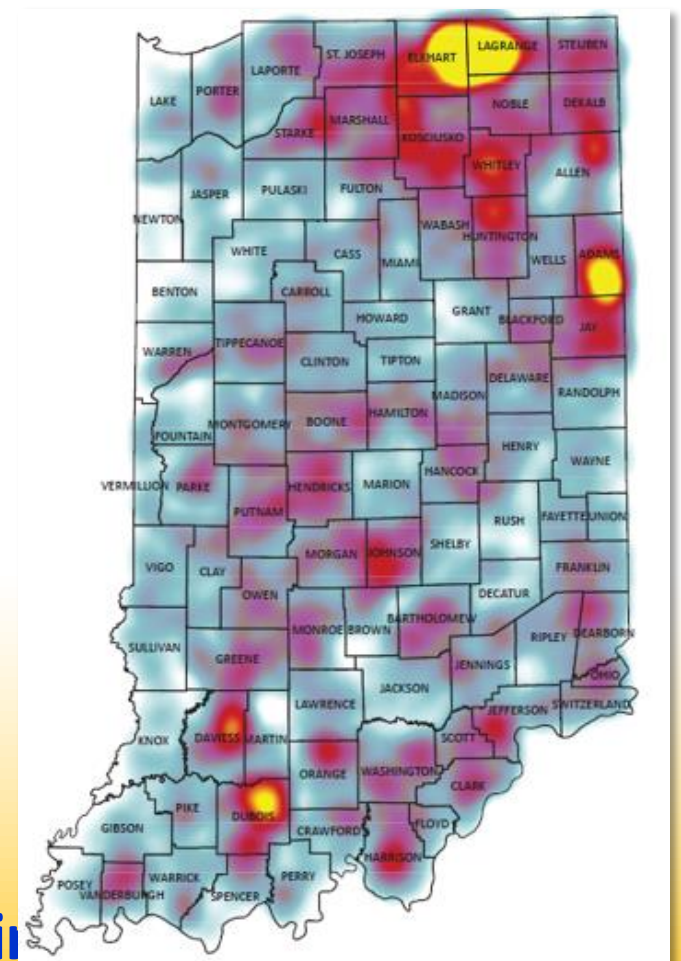 ST. JOSEPH
ELKHART
LAGRANGE
STEUBEN
LAPORTE
LAKE
PORTER
NOBLE
DEKALB
STARKE
MARSHALL
KOSCIUSKO
WHITLEY
ALLEN
NEWTON
JASPER
PULASKI
FULTON
WABASH
HUNTINGTON
WHITE
CASS
MIAMI
WELLS
ADAMS
BENTON
CARROLL
HOWARD
GRANT
BLACKFORD
JAY
WARREN
TIPPECANOE
CLINTON
TIPTON
MADISON
DELAWARE
RANDOLPH
FOUNTAIN
MONTGOMERY
BOONE
HAMILTON
HENRY
WAYNE
VERMILLION
PARKE
PUTNAM
HENDRICKS
MARION
HANCOCK
RUSH
FAYETTE
UNION
VIGO
CLAY
OWEN
MORGAN
JOHNSON
SHELBY
DECATUR
FRANKLIN
SULLIVAN
GREENE
MONROE
BROWN
BARTHOLOMEW
JENNINGS
RIPLEY
DEARBORN
OHIO
KNOX
DAVIESS
MARTIN
LAWRENCE
JACKSON
JEFFERSON
SWITZERLAND
SCOTT
ORANGE
WASHINGTON
CLARK
GIBSON
PIKE
DUBOIS
CRAWFORD
FLOYD
HARRISON
POSEY
VANDERBURGH
WARRICK
SPENCER
PERRY